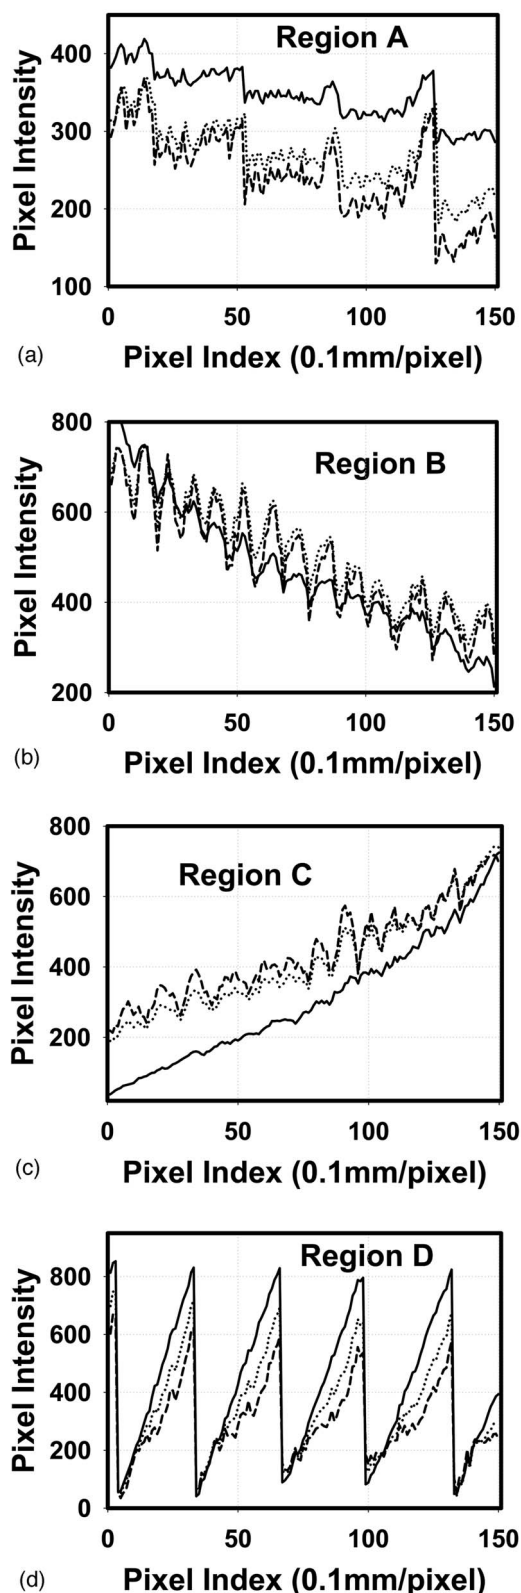 Region A
Pixel Intensity
400
300
200
100
0
50
100
150
(a)
Pixel Index (0.1mm/pixel)
Region B
Pixel Intensity
800
600
400
200
0
50
100
150
(b)
Pixel Index (0.1mm/pixel)
Region C
Pixel Intensity
800
600
400
200
0
50
100
150
(c)
Pixel Index (0.1mm/pixel)
Region D
Pixel Intensity
800
600
400
200
0
0
50
100
150
(d)
Pixel Index (0.1mm/pixel)